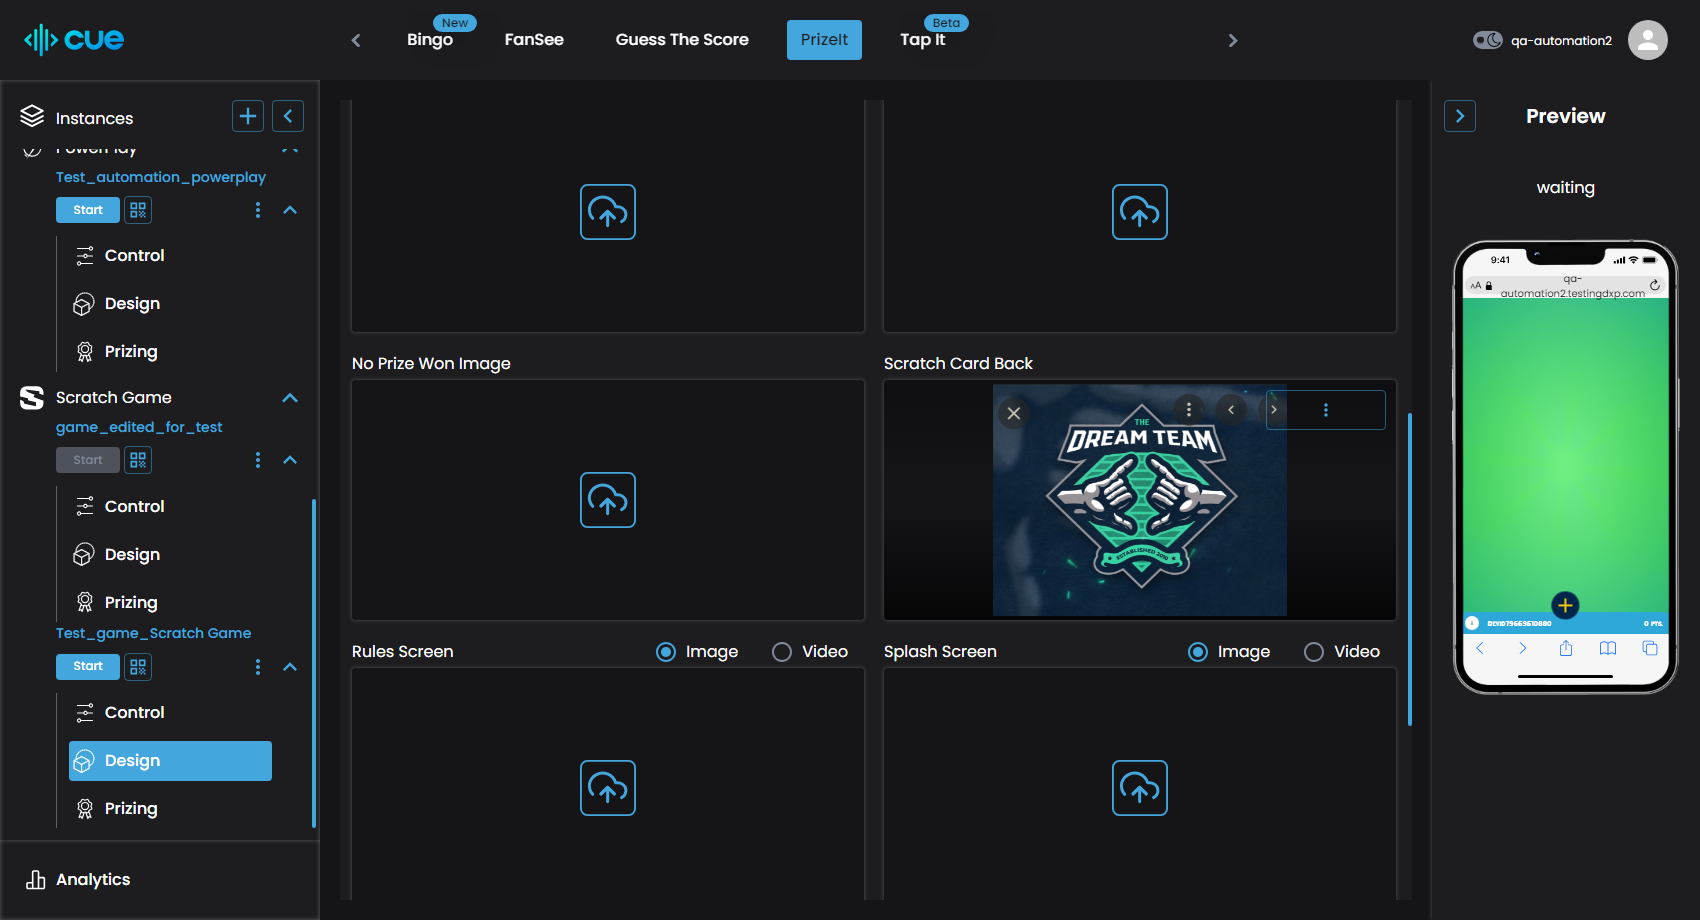 cue
Bingo
New
FanSee
Guess The Score
PrizeIt
Tap It
Beta
qa-automation2
Instances
PowerPlay
Test_automation_powerplay
Start
Control
Design
Prizing
Scratch Game
game_edited_for_test
Start
Control
Design
Prizing
Test_game_Scratch Game
Start
Control
Design
Prizing
Analytics
No Prize Won Image
Scratch Card Back
THE
DREAM TEAM
ESTABLISHED 2010
Rules Screen
Image
Video
Splash Screen
Image
Video
Preview
waiting
9:41
AA
qa-
automation2.testingdxp.com
0 PTS.